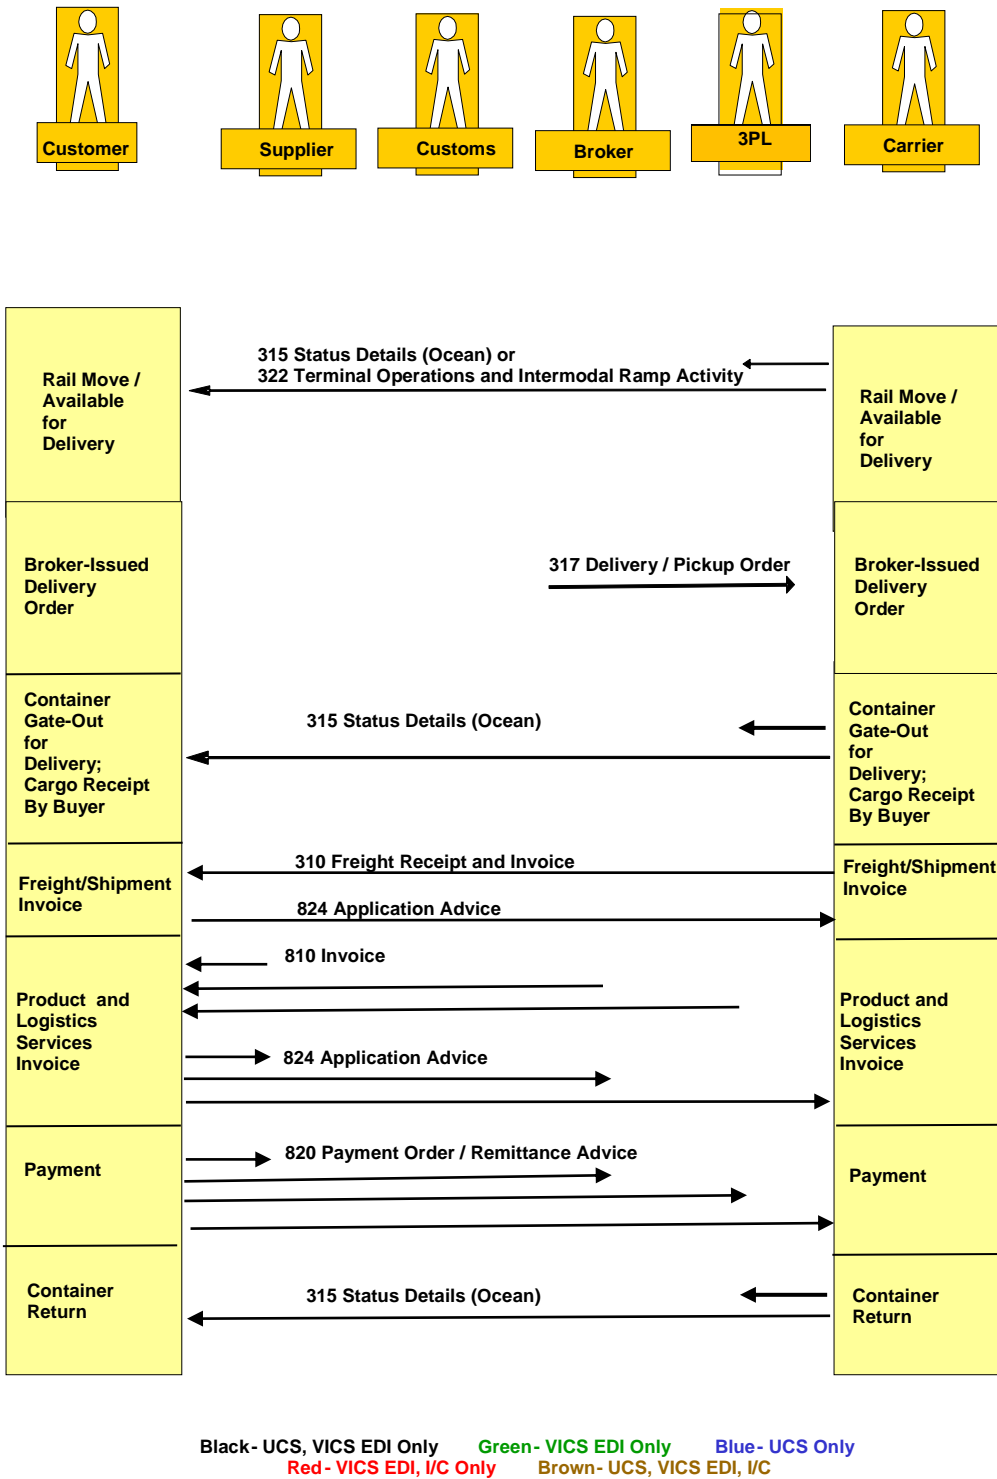 Customer
Supplier
Customs
Broker
3PL
Carrier
315 Status Details (Ocean) or
322 Terminal Operations and Intermodal Ramp Activity
Rail Move /
Available
for
Delivery
Rail Move /
Available
for
Delivery
Broker-Issued
Delivery
Order
317 Delivery / Pickup Order
Broker-Issued
Delivery
Order
Container
Gate-Out
for
Delivery;
Cargo Receipt
By Buyer
315 Status Details (Ocean)
Container
Gate-Out
for
Delivery;
Cargo Receipt
By Buyer
Freight/Shipment
Invoice
310 Freight Receipt and Invoice
824 Application Advice
Freight/Shipment
Invoice
Product and
Logistics
Services
Invoice
810 Invoice
824 Application Advice
Product and
Logistics
Services
Invoice
Payment
820 Payment Order / Remittance Advice
Payment
Container
Return
315 Status Details (Ocean)
Container
Return
Black- UCS, VICS EDI Only Green- VICS EDI Only Blue- UCS Only
Red- VICS EDI, I/C Only Brown- UCS, VICS EDI, I/C